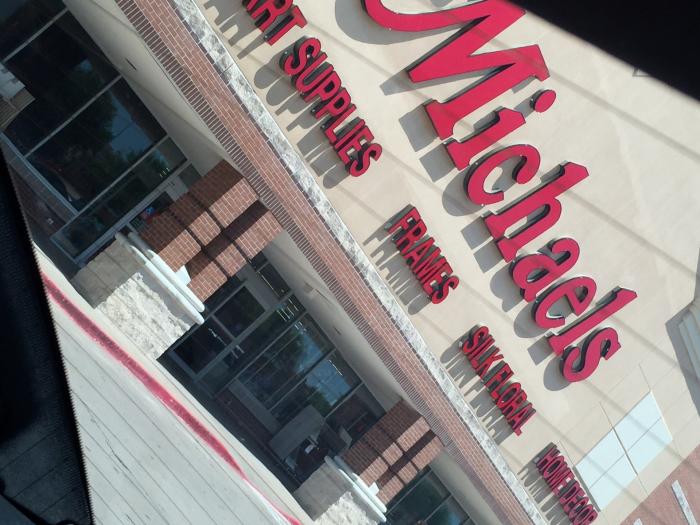 Michaels
ART SUPPLIES FRAMES SILK FLORAL HOME DECOR